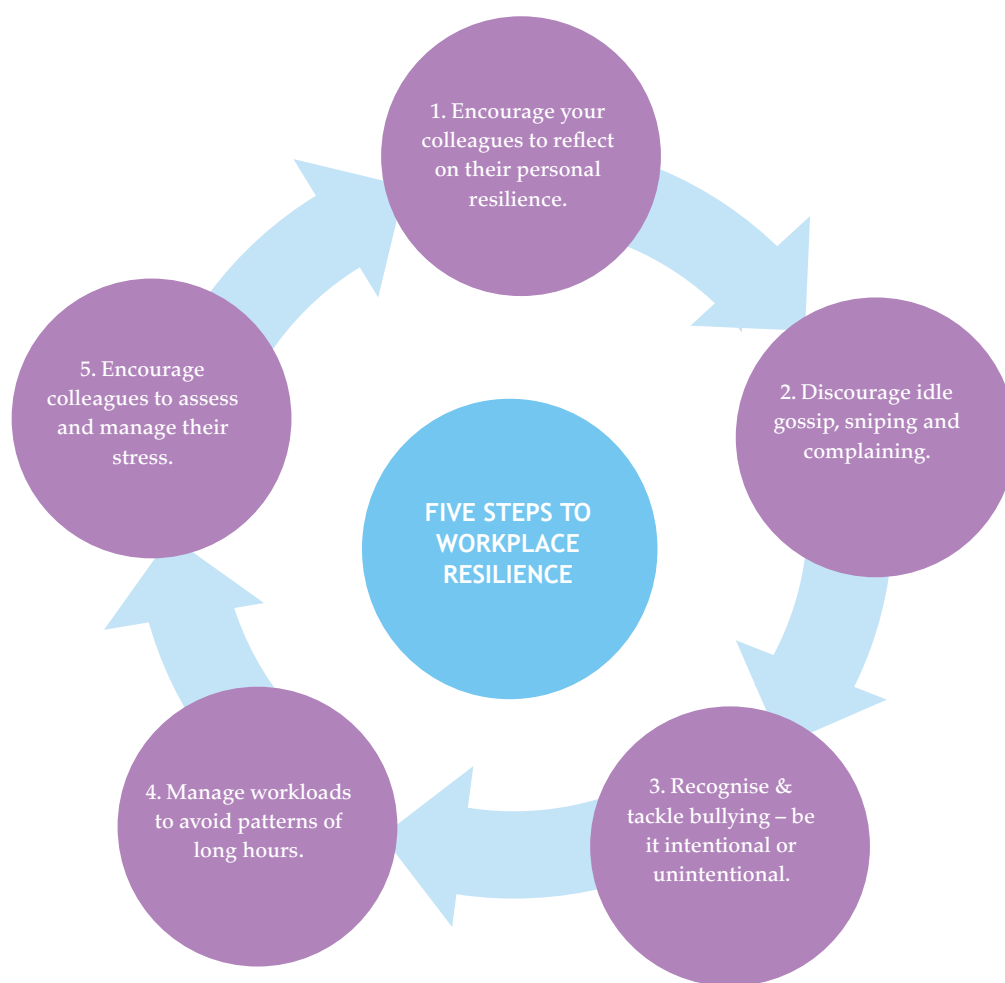 1. Encourage your
colleagues to reflect
on their personal
resilience.
2. Discourage idle
gossip, sniping and
complaining.
3. Recognise &
tackle bullying – be
it intentional or
unintentional.
4. Manage workloads
to avoid patterns of
long hours.
5. Encourage
colleagues to assess
and manage their
stress.
FIVE STEPS TO
WORKPLACE
RESILIENCE